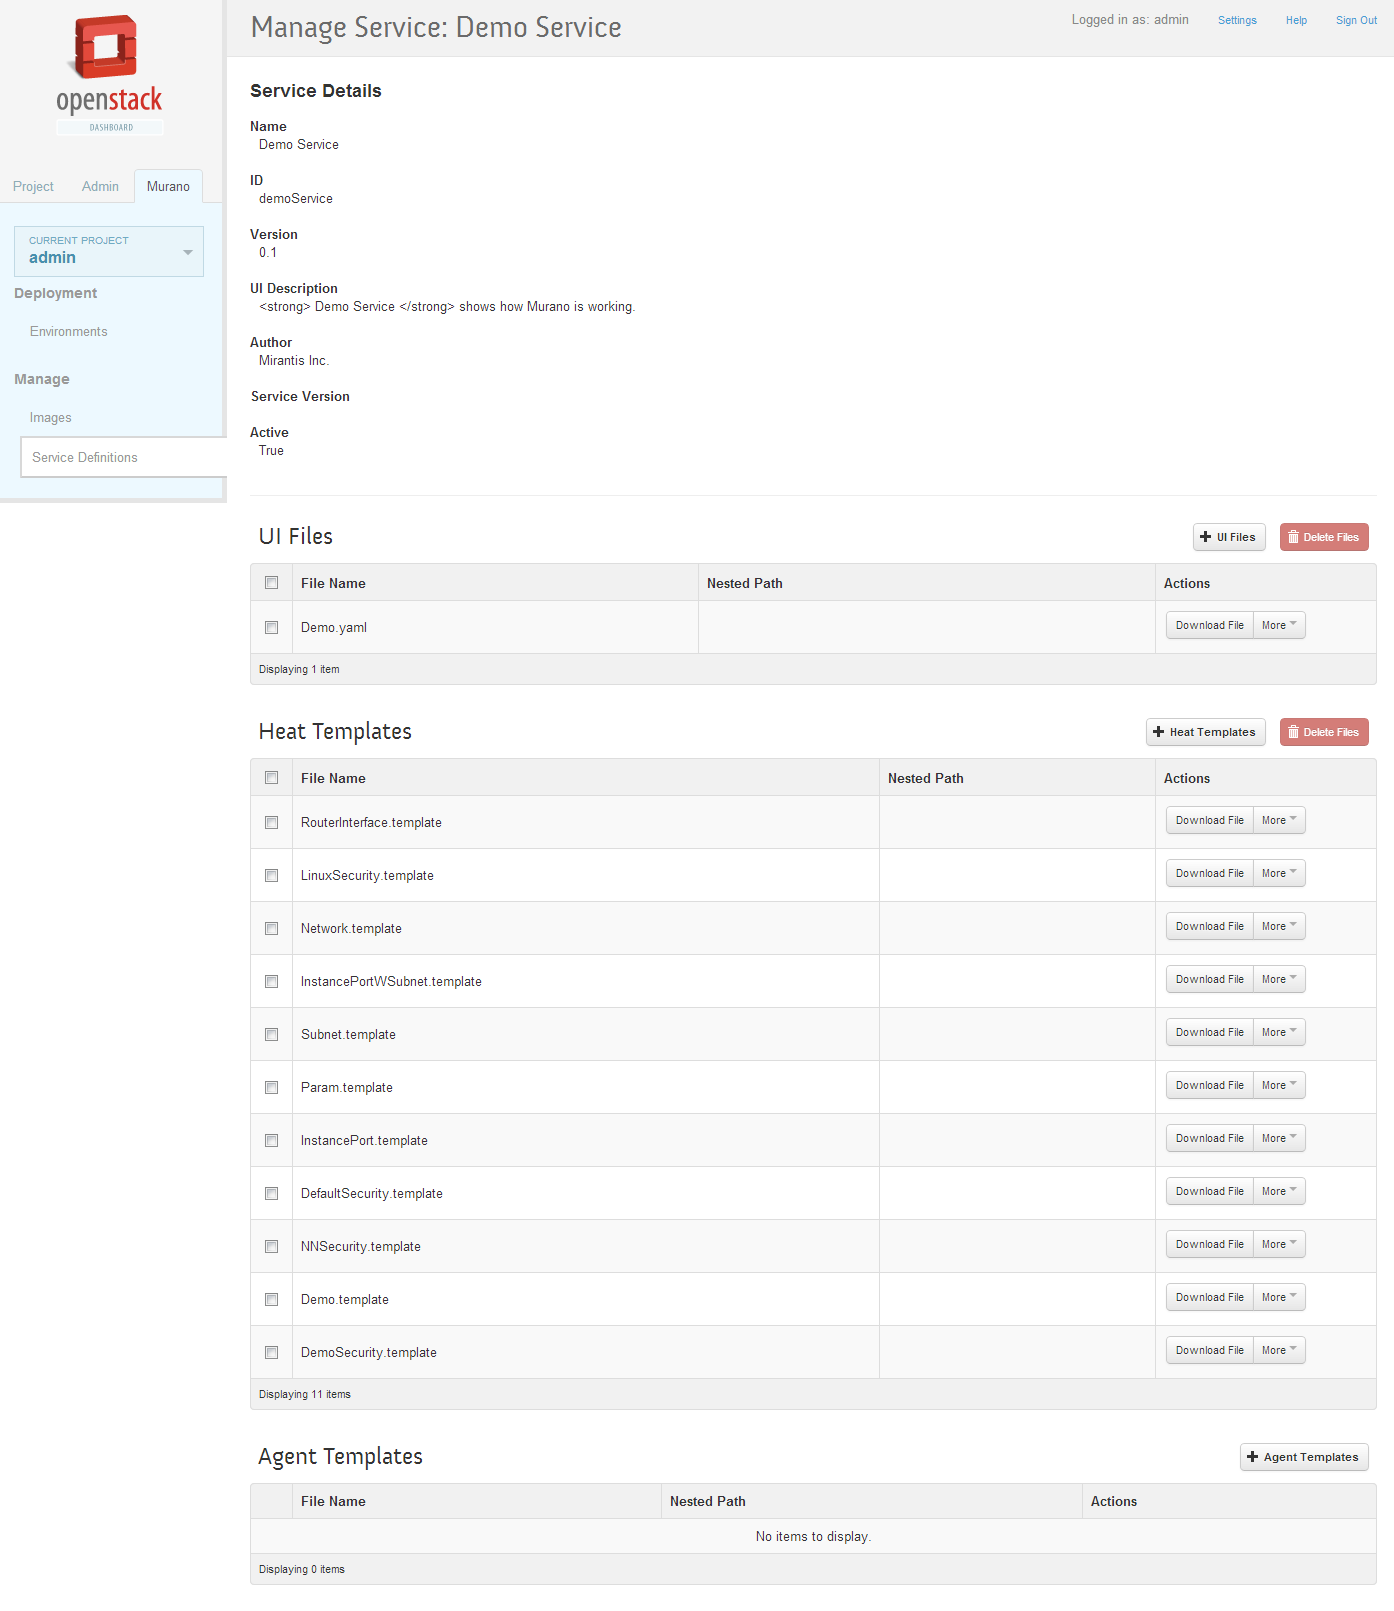 openstack
DASHBOARD
Manage Service: Demo Service
Logged in as: admin Settings Help Sign Out
Project Admin Murano
CURRENT PROJECT
admin
Deployment
Environments
Manage
Images
Service Definitions
Service Details
Name
Demo Service
ID
demoService
Version
0.1
UI Description
<strong> Demo Service </strong> shows how Murano is working.
Author
Mirantis Inc.
Service Version
Active
True
UI Files
UI Files Delete Files
File Name Nested Path Actions
Demo.yaml Download File More
Displaying 1 item
Heat Templates
Heat Templates Delete Files
File Name Nested Path Actions
RouterInterface.template Download File More
LinuxSecurity.template Download File More
Network.template Download File More
InstancePortWSubnet.template Download File More
Subnet.template Download File More
Param.template Download File More
InstancePort.template Download File More
DefaultSecurity.template Download File More
NNSecurity.template Download File More
Demo.template Download File More
DemoSecurity.template Download File More
Displaying 11 items
Agent Templates
Agent Templates
File Name Nested Path Actions
No items to display.
Displaying 0 items